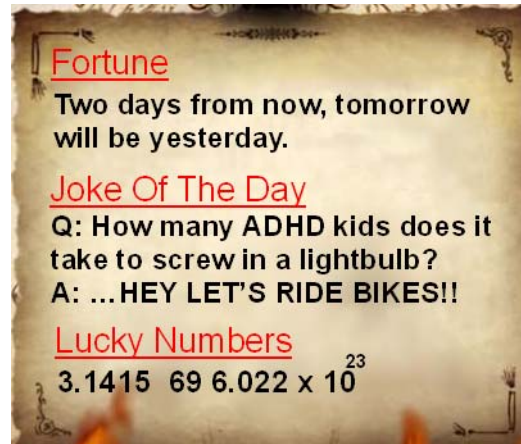 Fortune
Two days from now, tomorrow
will be yesterday.
Joke Of The Day
Q: How many ADHD kids does it
take to screw in a lightbulb?
A: ...HEY LET'S RIDE BIKES!!
Lucky Numbers
3.1415  69 6.022 x 10²³